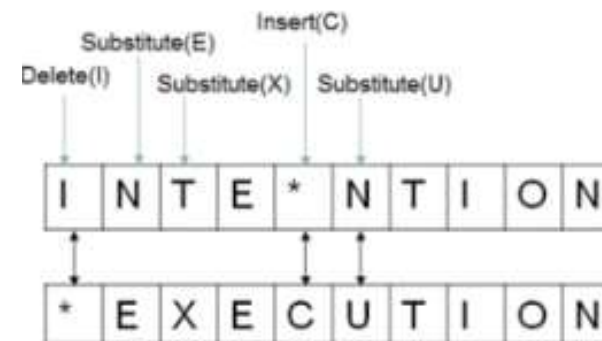 Insert(C)
Substitute(E)
Delete(I) Substitute(X) Substitute(U)
I N T E * N T I O N
* E X E C U T I O N